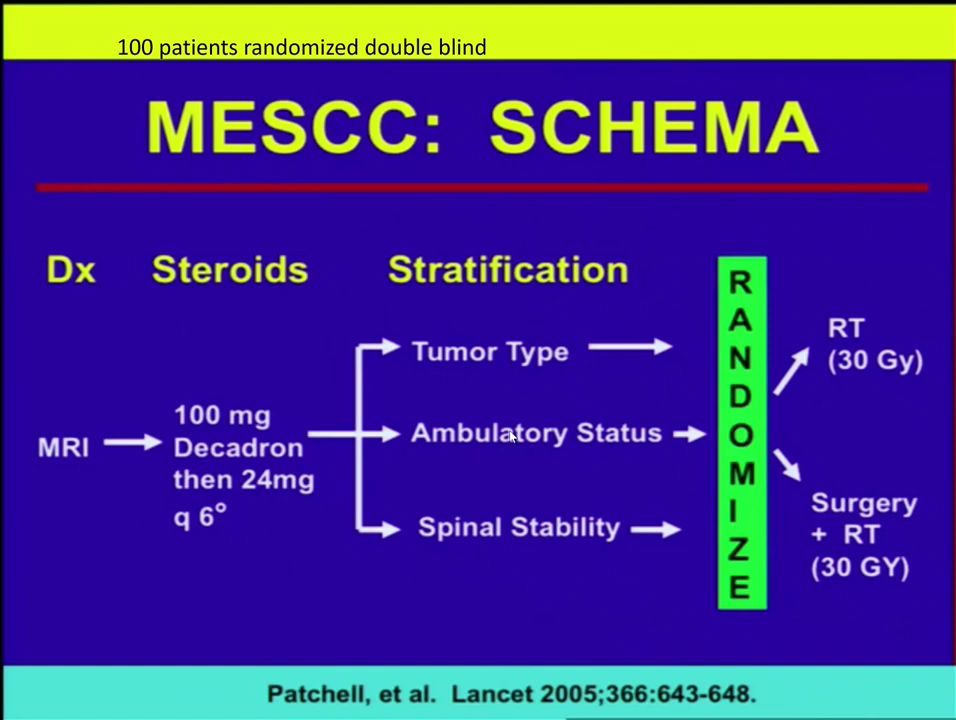 100 patients randomized double blind
MESCC: SCHEMA
Dx
Steroids
Stratification
MRI
100 mg
Decadron
then 24mg
q 6°
Tumor Type
Ambulatory Status
Spinal Stability
RANDOMIZE
RT
(30 Gy)
Surgery
+ RT
(30 GY)
Patchell, et al. Lancet 2005;366:643-648.